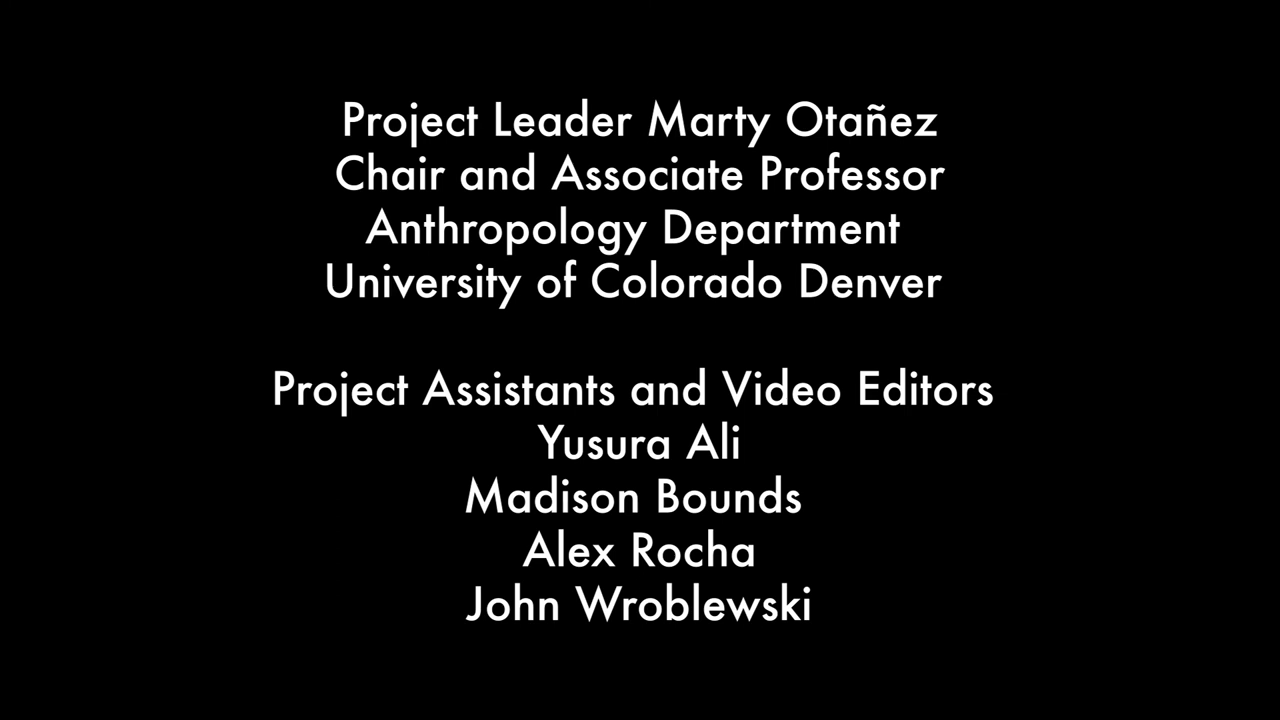 Project Leader Marty Otañez
Chair and Associate Professor
Anthropology Department
University of Colorado Denver
Project Assistants and Video Editors
Yusura Ali
Madison Bounds
Alex Rocha
John Wroblewski